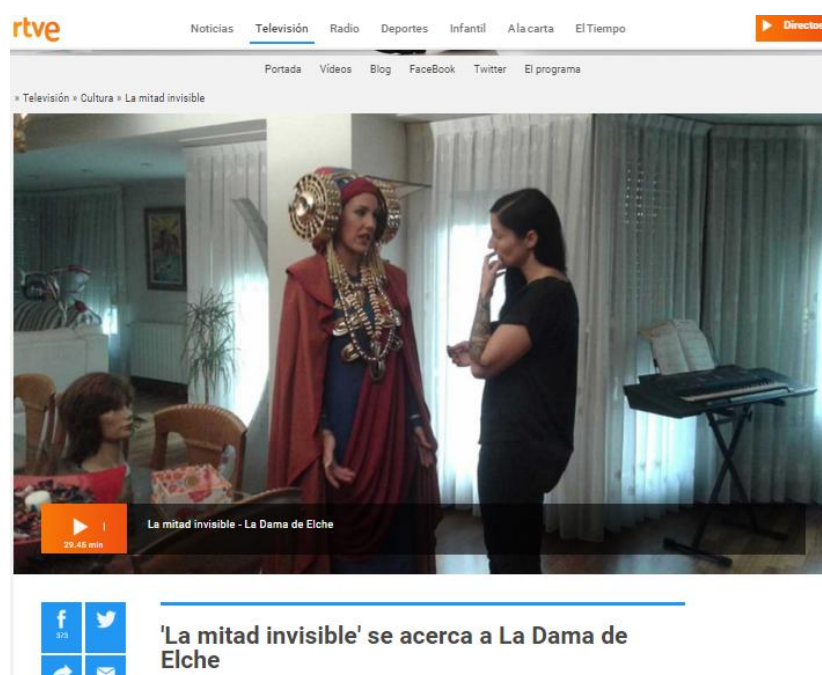 rtve
Noticias Televisión Radio Deportes Infantil A la carta El Tiempo
Director
Portada Vídeos Blog FaceBook Twitter El programa
» Televisión » Cultura » La mitad invisible
La mitad invisible - La Dama de Elche
29.46 min
'La mitad invisible' se acerca a La Dama de
Elche